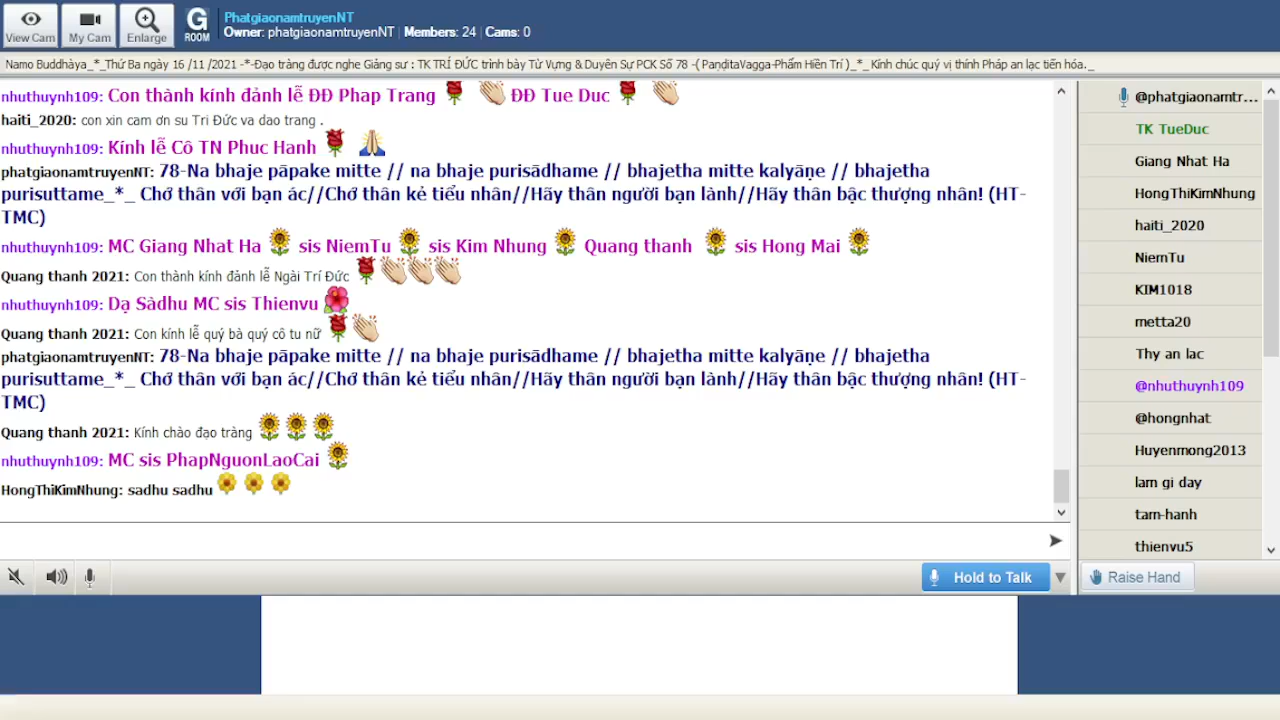 View Cam
My Cam
Enlarge
G
ROOM
PhatgiaonamtruyenNT
Owner: phatgiaonamtruyenNT | Members: 24 | Cams: 0
Namo Buddhàya_*_Thứ Ba ngày 16 /11 /2021 -*-Đạo tràng được nghe Giảng sư : TK TRÍ ĐỨC trình bày Từ Vựng & Duyên Sự PCK Số 78 -( PaṇḍitaVagga-Phẩm Hiền Trí )_*_ Kính chúc quý vị thính Pháp an lạc tiến hóa._
nhuthuynh109: Con thành kính đảnh lễ ĐĐ Phap Trang ĐĐ Tue Duc
haiti_2020: con xin cam ơn su Tri Đức va dao trang .
nhuthuynh109: Kính lễ Cô TN Phuc Hanh
phatgiaonamtruyenNT: 78-Na bhaje pāpake mitte // na bhaje purisādhame // bhajetha mitte kalyāṇe // bhajetha
purisuttame_*_ Chớ thân với bạn ác//Chớ thân kẻ tiểu nhân//Hãy thân người bạn lành//Hãy thân bậc thượng nhân! (HT-
TMC)
nhuthuynh109: MC Giang Nhat Ha sis NiemTu sis Kim Nhung Quang thanh sis Hong Mai
Quang thanh 2021: Con thành kính đảnh lễ Ngài Trí Đức
nhuthuynh109: Dạ Sàdhu MC sis Thienvu
Quang thanh 2021: Con kính lễ quý bà quý cô tu nữ
phatgiaonamtruyenNT: 78-Na bhaje pāpake mitte // na bhaje purisādhame // bhajetha mitte kalyāṇe // bhajetha
purisuttame_*_ Chớ thân với bạn ác//Chớ thân kẻ tiểu nhân//Hãy thân người bạn lành//Hãy thân bậc thượng nhân! (HT-
TMC)
Quang thanh 2021: Kính chào đạo tràng
nhuthuynh109: MC sis PhapNguonLaoCai
HongThiKimNhung: sadhu sadhu
@phatgiaonamtr...
TK TueDuc
Giang Nhat Ha
HongThiKimNhung
haiti_2020
NiemTu
KIM1018
metta20
Thy an lac
@nhuthuynh109
@hongnhat
Huyenmong2013
lam gi day
tam-hanh
thienvu5
Hold to Talk
Raise Hand